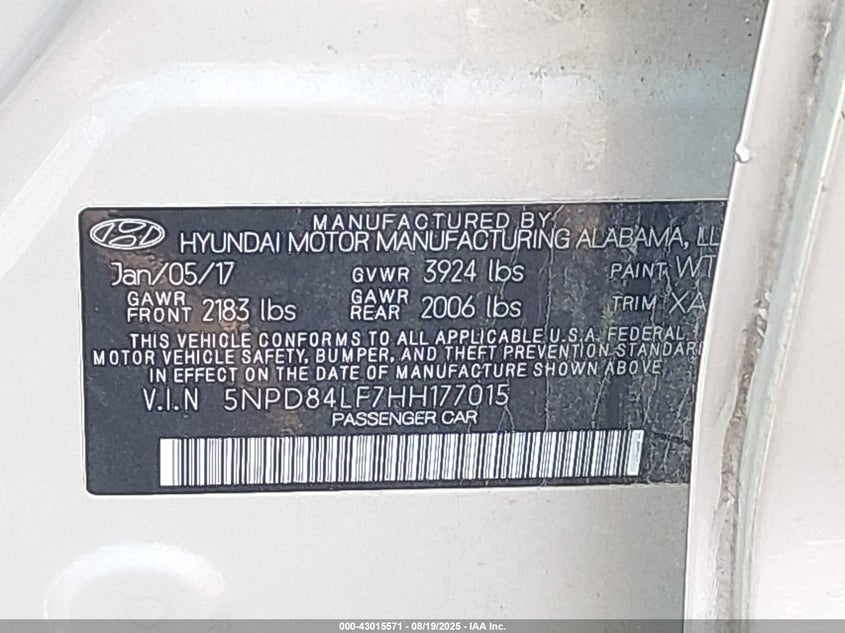 MANUFACTURED BY
HYUNDAI MOTOR MANUFACTURING ALABAMA, LL
Jan/05/17 GVWR 3924 lbs PAINT WT
GAWR FRONT 2183 lbs GAWR REAR 2006 lbs TRIM XA
THIS VEHICLE CONFORMS TO ALL APPLICABLE U.S.A. FEDERAL
MOTOR VEHICLE SAFETY, BUMPER, AND THEFT PREVENTION STANDARD
IN EFFECT ON THE DATE OF MANUFACTURE SHOWN ABOVE.
V.I.N 5NPD84LF7HH177015
PASSENGER CAR
000-43015571 - 08/19/2025 - IAA Inc.